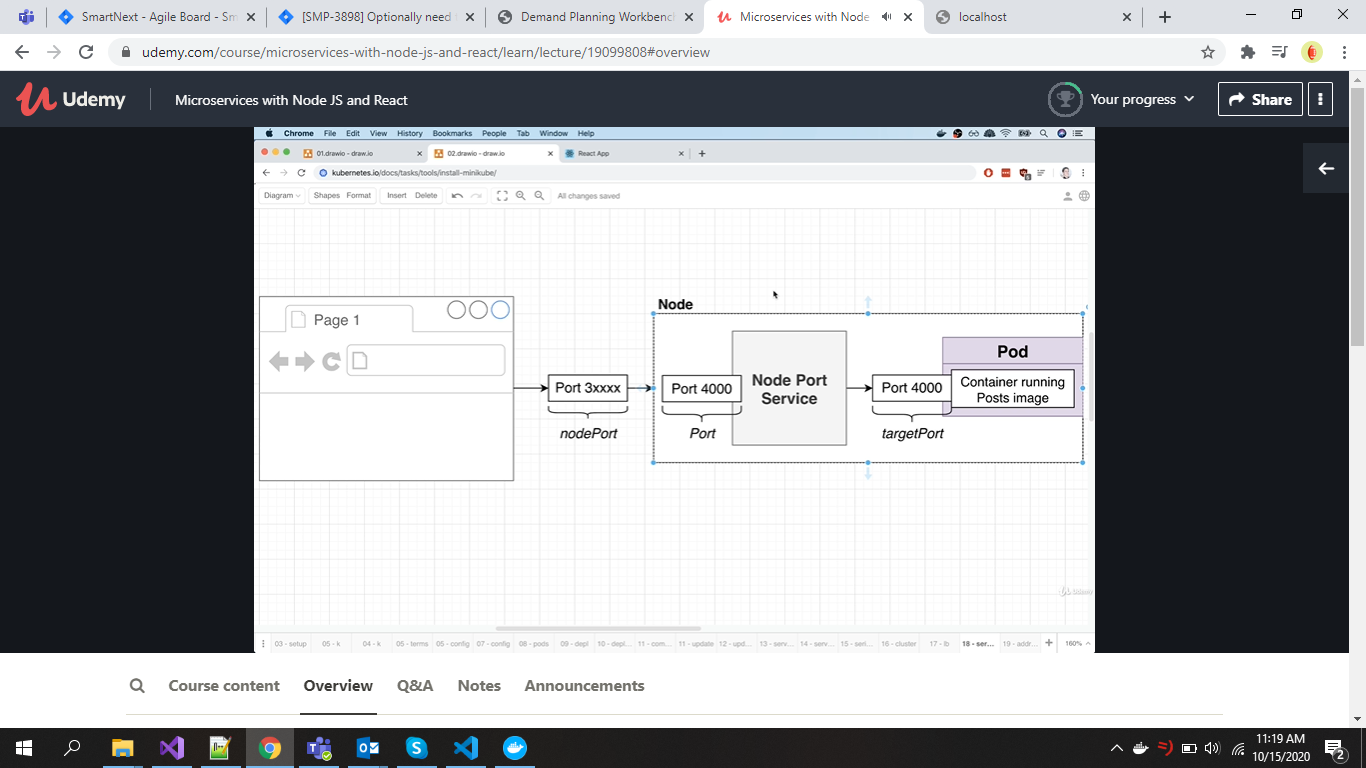 SmartNext - Agile Board - Sm
[SMP-3898] Optionally need
Demand Planning Workbench
Microservices with Node
localhost
udemy.com/course/microservices-with-node-js-and-react/learn/lecture/19099808#overview
Udemy
Microservices with Node JS and React
Your progress
Share
Chrome File Edit View History Bookmarks People Tab Window Help
01.drawio - draw.io
02.drawio - draw.io
React App
kubernetes.io/docs/tasks/tools/install-minikube/
Diagram Shapes Format Insert Delete All changes saved
Node
Page 1
Pod
Port 3xxxx
Port 4000
Node Port
Service
Port 4000
Container running
Posts image
nodePort
Port
targetPort
Udemy
03 - setup 05 - k 04 - k 05 - terms 05 - config 07 - config 08 - pods 09 - depl 10 - depl... 11 - com... 11 - update 12 - upd... 13 - serv... 14 - serv... 15 - seri... 16 - cluster 17 - lb 18 - ser... 19 - addr... 160%
Course content Overview Q&A Notes Announcements
11:19 AM
10/15/2020
2